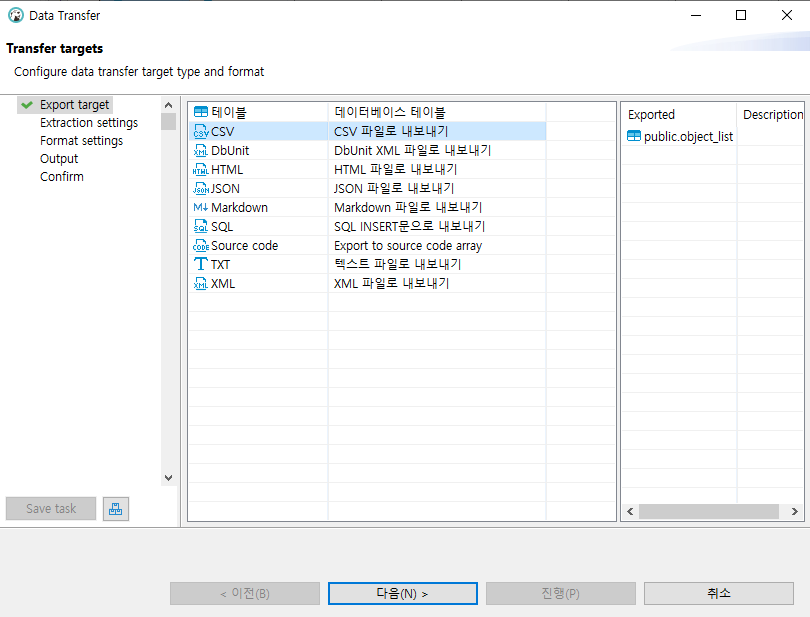 Data Transfer
Transfer targets
Configure data transfer target type and format
Export target
Extraction settings
Format settings
Output
Confirm
테이블 데이터베이스 테이블
CSV CSV CSV 파일로 내보내기
XML DbUnit DbUnit XML 파일로 내보내기
HTML HTML HTML 파일로 내보내기
JSON JSON JSON 파일로 내보내기
M↓ Markdown Markdown 파일로 내보내기
SQL SQL SQL INSERT문으로 내보내기
CODE Source code Export to source code array
T TXT 텍스트 파일로 내보내기
XML XML XML 파일로 내보내기
Exported Description
public.object_list
Save task
< 이전(B) 다음(N) > 진행(P) 취소